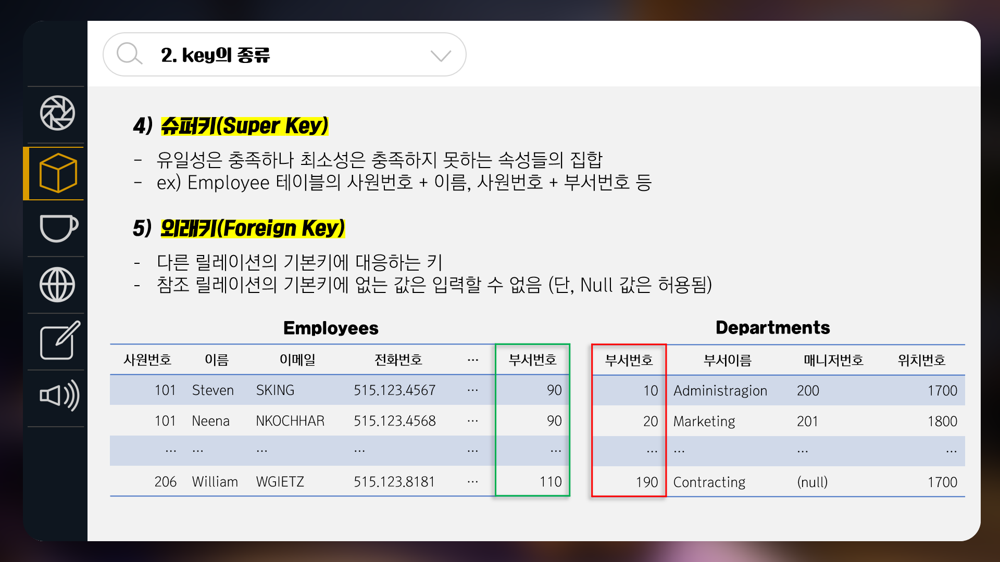 2. key의 종류
4) 슈퍼키(Super Key)
- 유일성은 충족하나 최소성은 충족하지 못하는 속성들의 집합
- ex) Employee 테이블의 사원번호 + 이름, 사원번호 + 부서번호 등
5) 외래키(Foreign Key)
- 다른 릴레이션의 기본키에 대응하는 키
- 참조 릴레이션의 기본키에 없는 값은 입력할 수 없음 (단, Null 값은 허용됨)
Employees
사원번호 이름 이메일 전화번호 ... 부서번호
101 Steven SKING 515.123.4567 ... 90
101 Neena NKOCHHAR 515.123.4568 ... 90
... ... ... ... ... ...
206 William WGIETZ 515.123.8181 ... 110
Departments
부서번호 부서이름 매니저번호 위치번호
10 Administragion 200 1700
20 Marketing 201 1800
... ... ... ...
190 Contracting (null) 1700